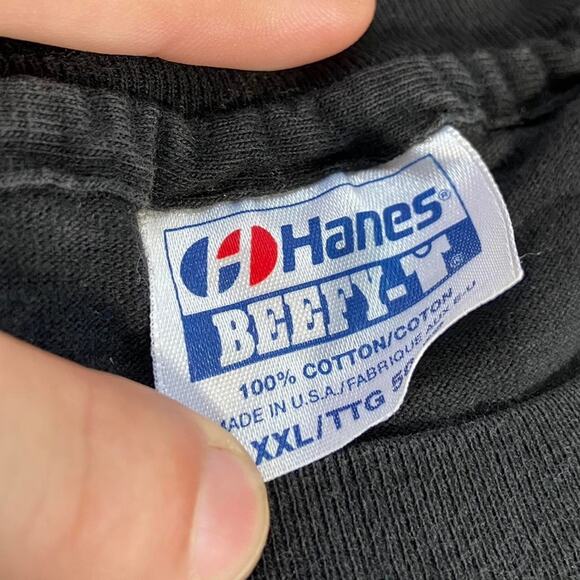 Hanes®
BEEFY-T®
100% COTTON/COTON
MADE IN U.S.A./FABRIQUE AUX E-U
XXL/TTG